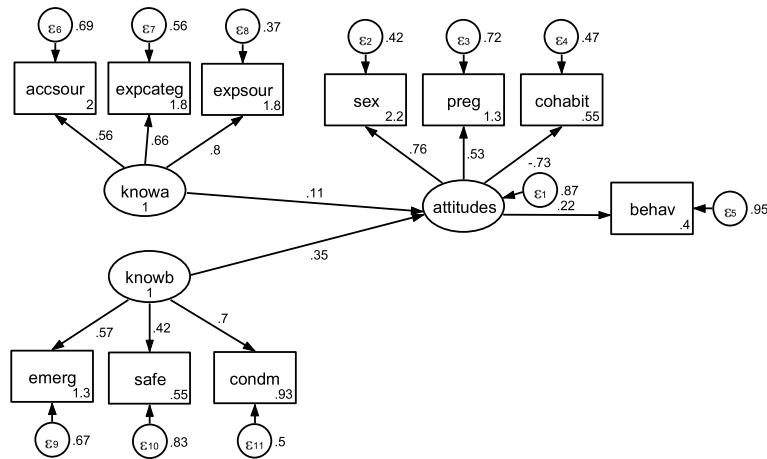 ε6 .69
ε7 .56
ε8 .37
ε2 .42
ε3 .72
ε4 .47
accsour 2
expcateg 1.8
expsour 1.8
sex 2.2
preg 1.3
cohabit .55
.56
.66
.8
.76
.53
-.73
knowa 1
.11
attitudes
ε1 .87
.22
behav .4
ε5 .95
knowb 1
.35
.57
.42
.7
emerg 1.3
safe .55
condm .93
ε9 .67
ε10 .83
ε11 .5